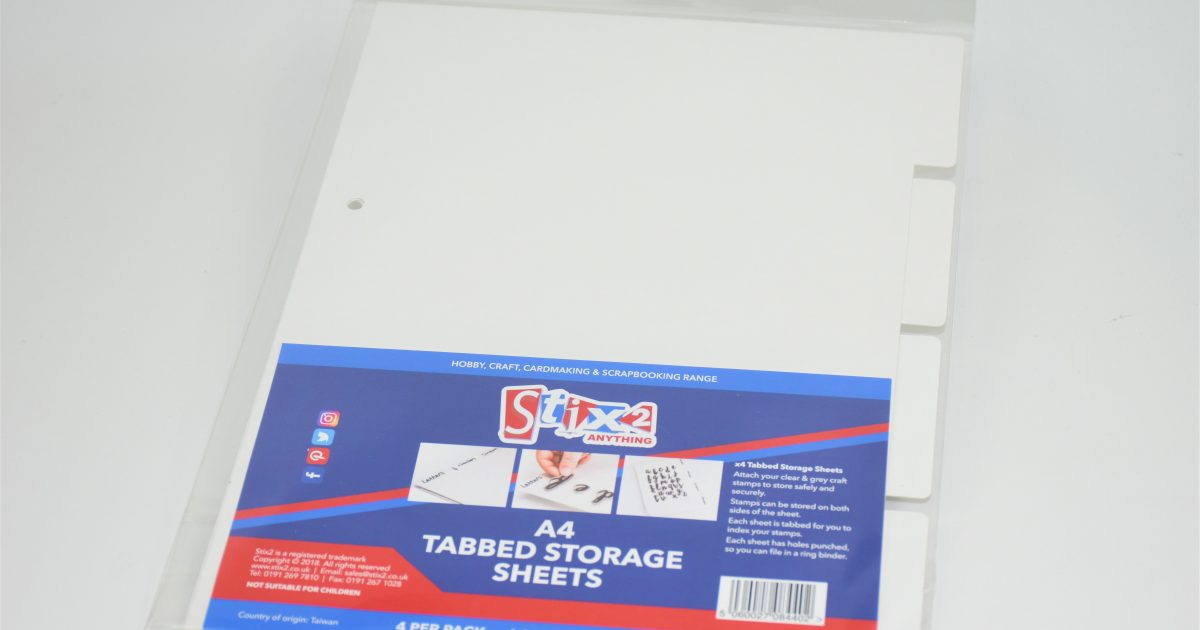 HOBBY, CRAFT, CARDMAKING & SCRAPBOOKING RANGE
Stix2
ANYTHING
Letters
x4 Tabbed Storage Sheets
Attach your clear & grey craft
stamps to store safely and
securely.
Stamps can be stored on both
sides of the sheet.
Each sheet is tabbed for you to
index your stamps.
Each sheet has holes punched,
so you can file in a ring binder.
A4
TABBED STORAGE
SHEETS
Stix2 is a registered trademark
Copyright © 2018. All rights reserved
www.stix2.co.uk | Email: sales@stix2.co.uk
Tel: 0191 269 7810 | Fax: 0191 267 1028
NOT SUITABLE FOR CHILDREN
Country of origin: Taiwan
4 PER PACK
5 060027 084402 >